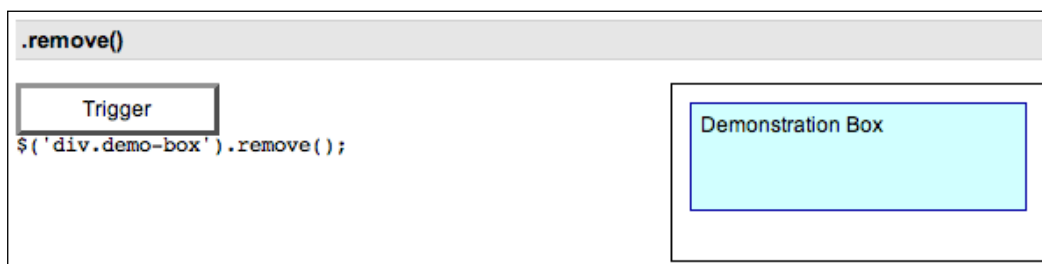 .remove()
Trigger
$('div.demo-box').remove();
Demonstration Box